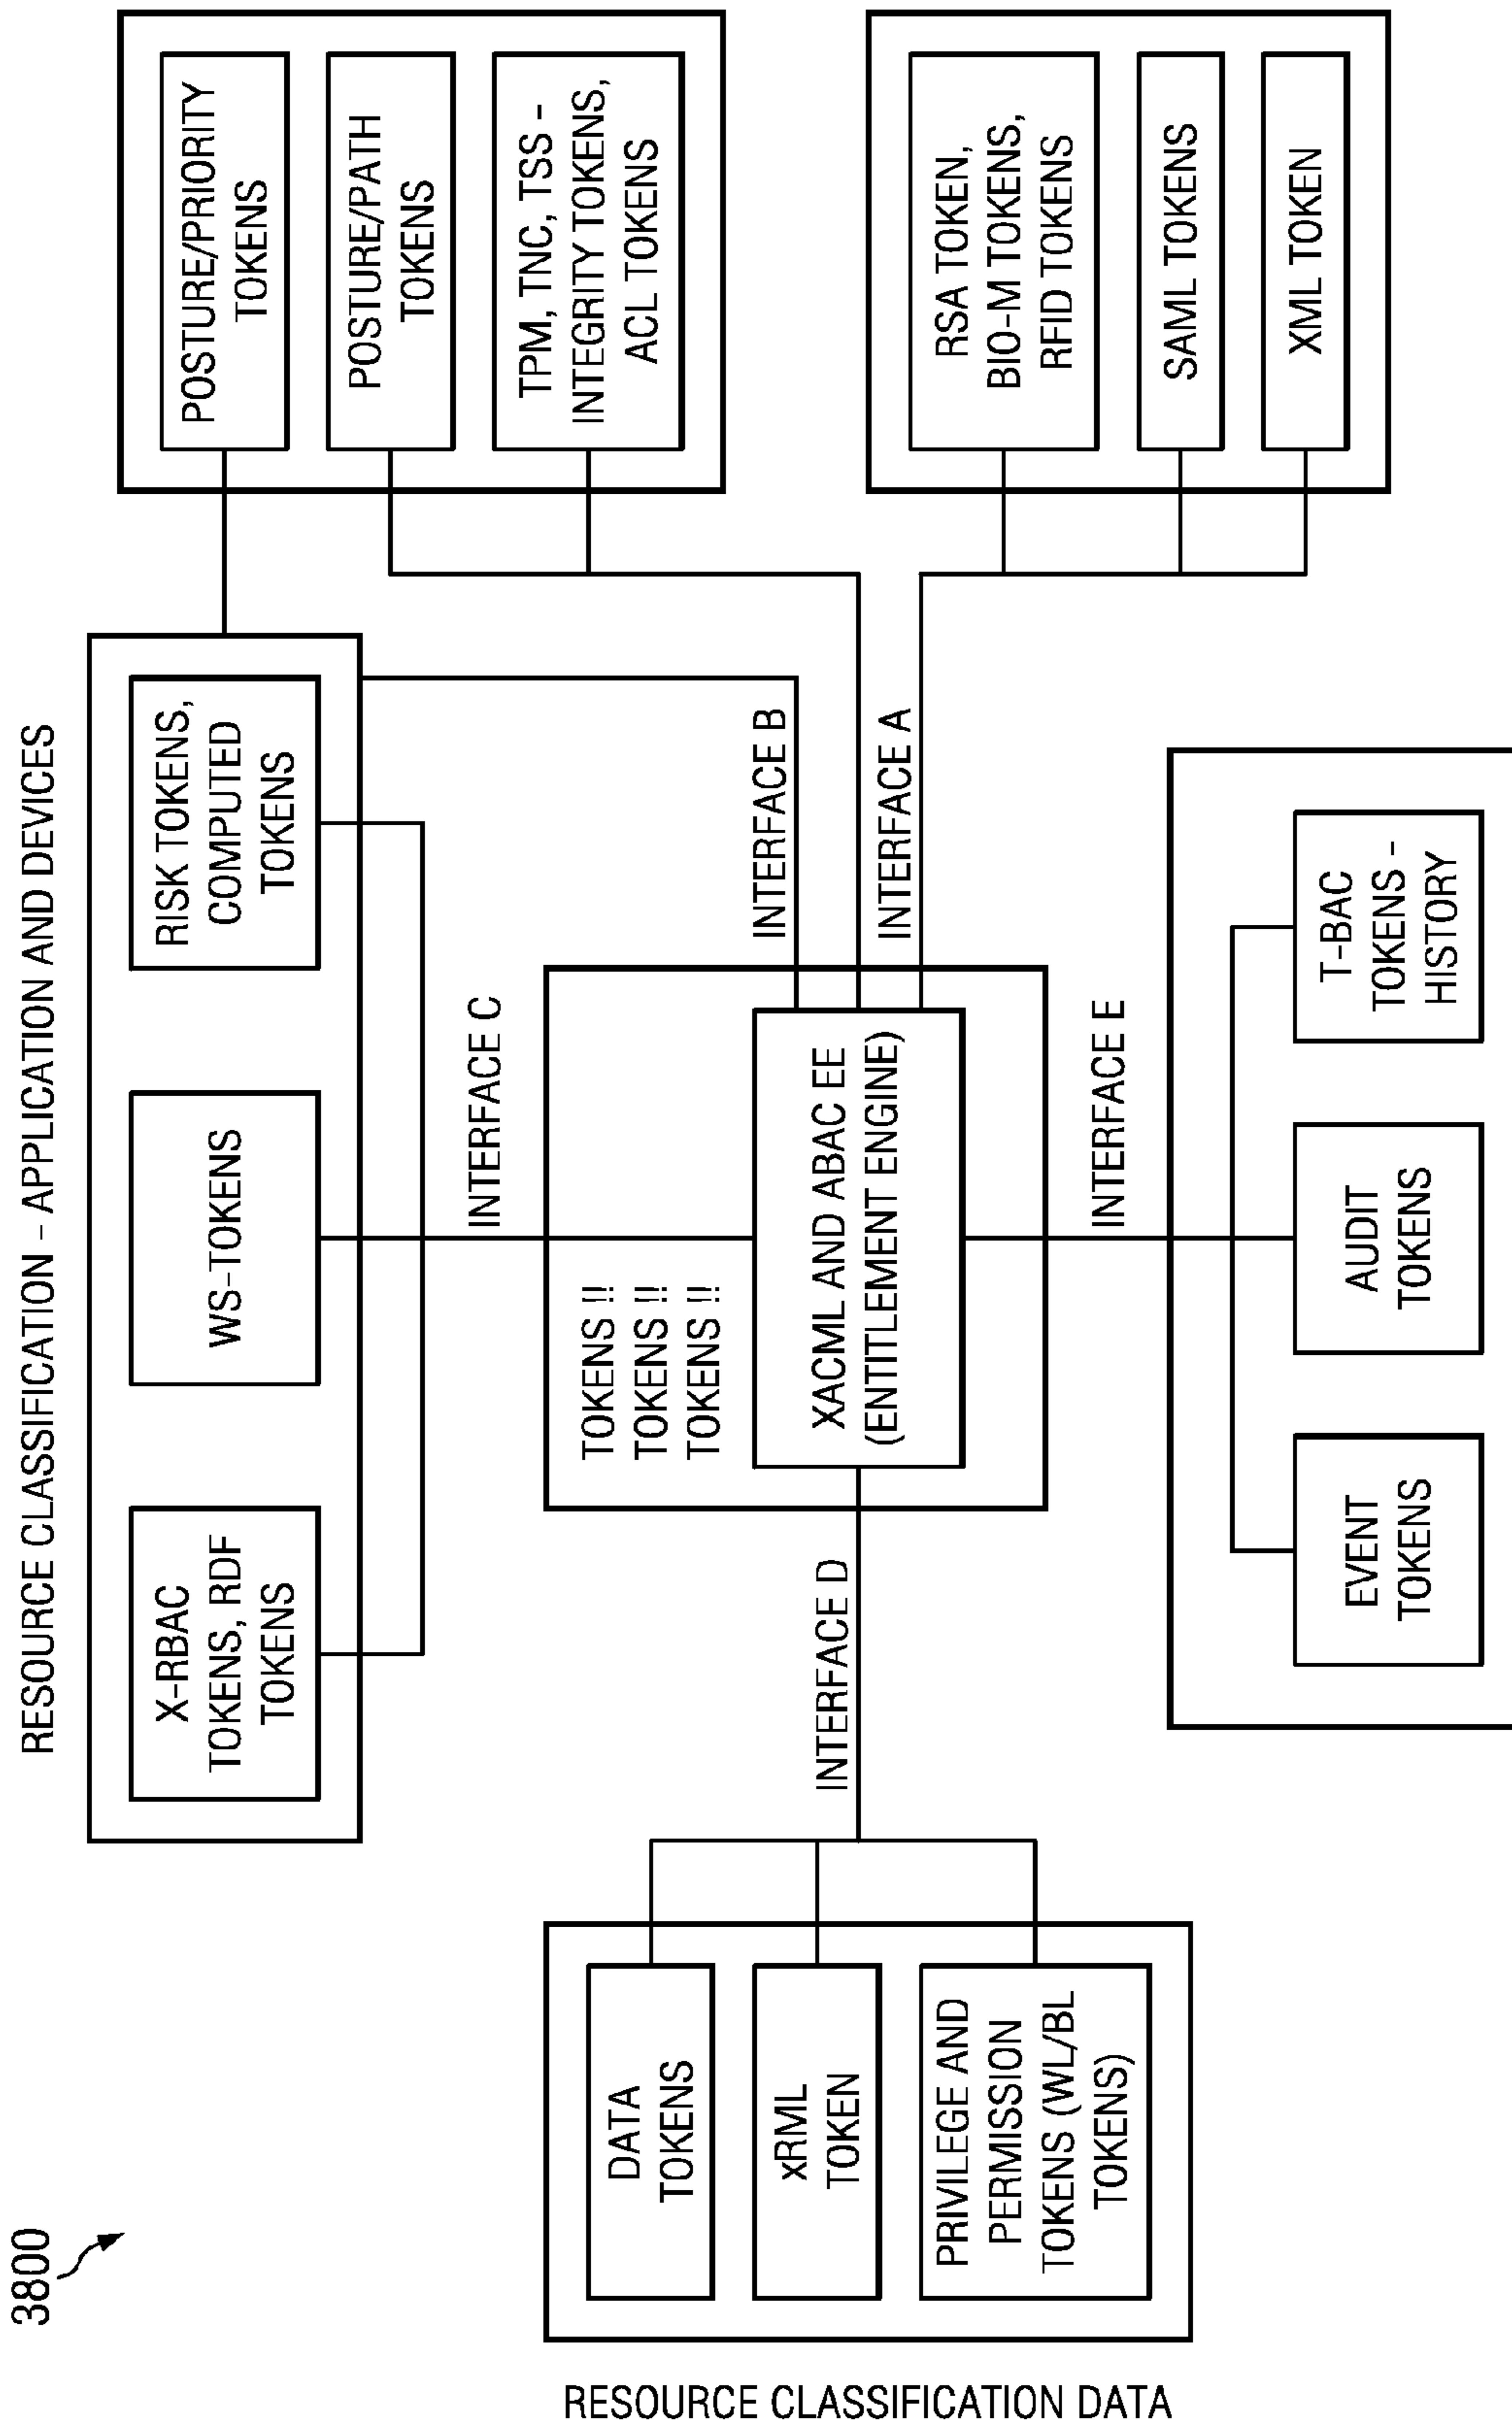 3800
RESOURCE CLASSIFICATION – APPLICATION AND DEVICES
X-RBAC
TOKENS, RDF
TOKENS
WS-TOKENS
RISK TOKENS,
COMPUTED
TOKENS
POSTURE/PRIORITY
TOKENS
POSTURE/PATH
TOKENS
TPM, TNC, TSS -
INTEGRITY TOKENS,
ACL TOKENS
INTERFACE C
INTERFACE B
INTERFACE A
INTERFACE D
INTERFACE E
TOKENS !!
TOKENS !!
TOKENS !!
XACML AND ABAC EE
(ENTITLEMENT ENGINE)
RESOURCE CLASSIFICATION DATA
DATA
TOKENS
xRML
TOKEN
PRIVILEGE AND
PERMISSION
TOKENS (WL/BL
TOKENS)
RSA TOKEN,
BIO-M TOKENS,
RFID TOKENS
SAML TOKENS
XML TOKEN
EVENT
TOKENS
AUDIT
TOKENS
T-BAC
TOKENS -
HISTORY